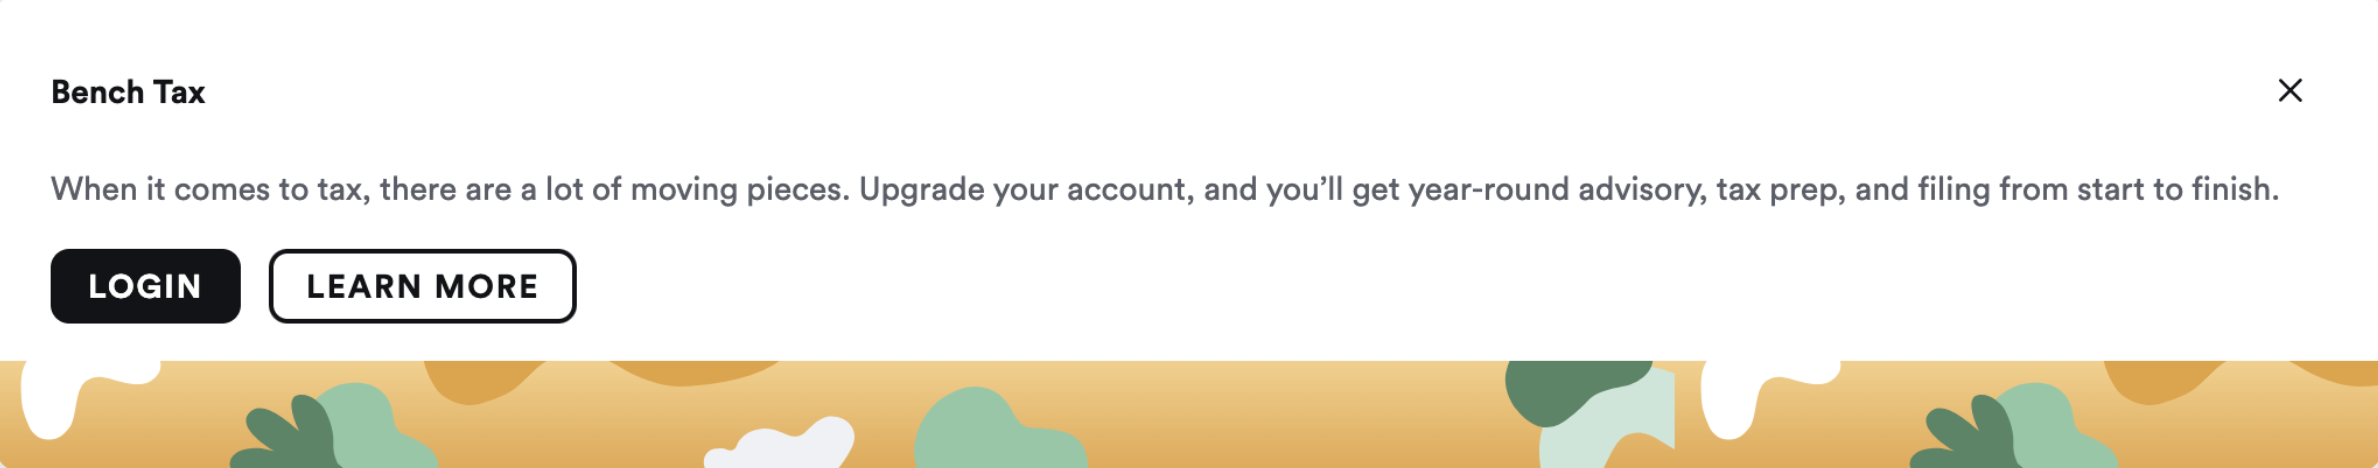 Bench Tax
When it comes to tax, there are a lot of moving pieces. Upgrade your account, and you’ll get year-round advisory, tax prep, and filing from start to finish.
LOGIN
LEARN MORE